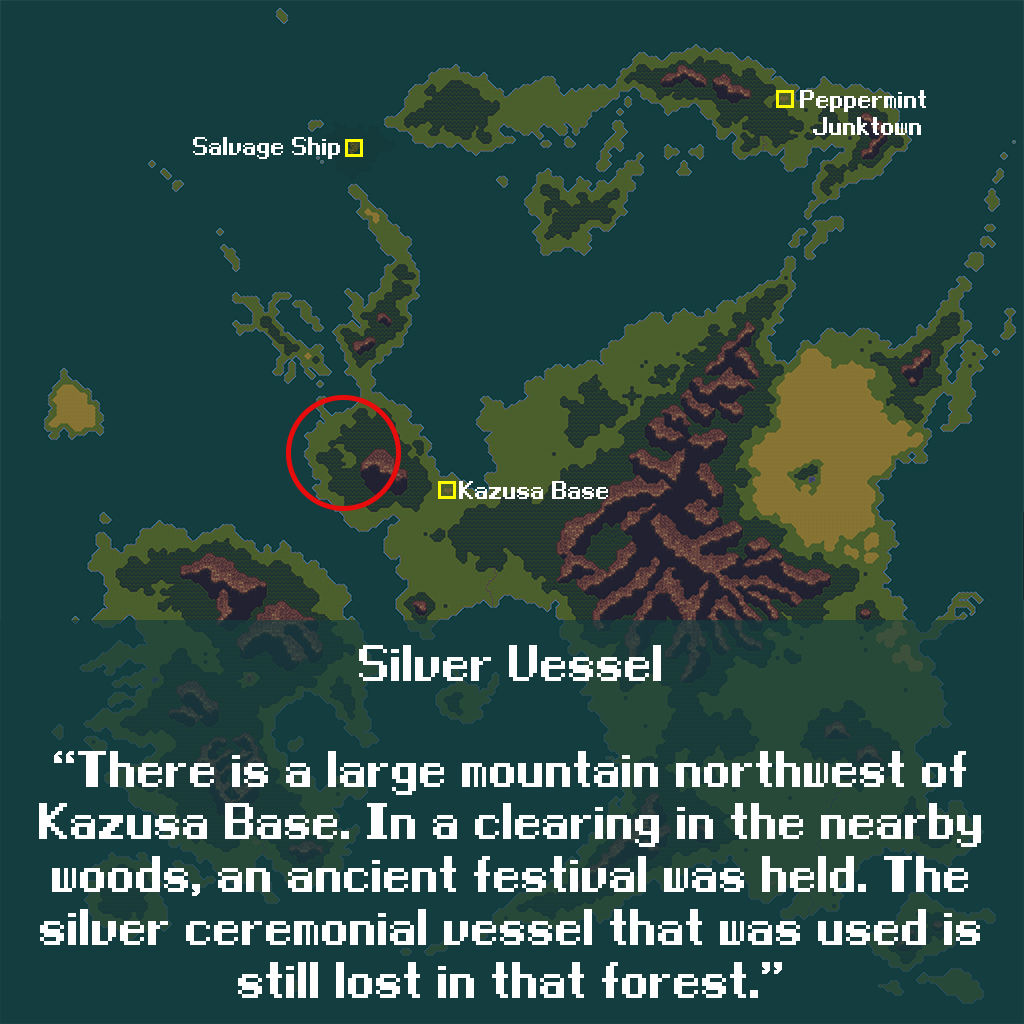 Peppermint
Junktown
Salvage Ship
Kazusa Base
Silver Vessel
“There is a large mountain northwest of
Kazusa Base. In a clearing in the nearby
woods, an ancient festival was held. The
silver ceremonial vessel that was used is
still lost in that forest.”